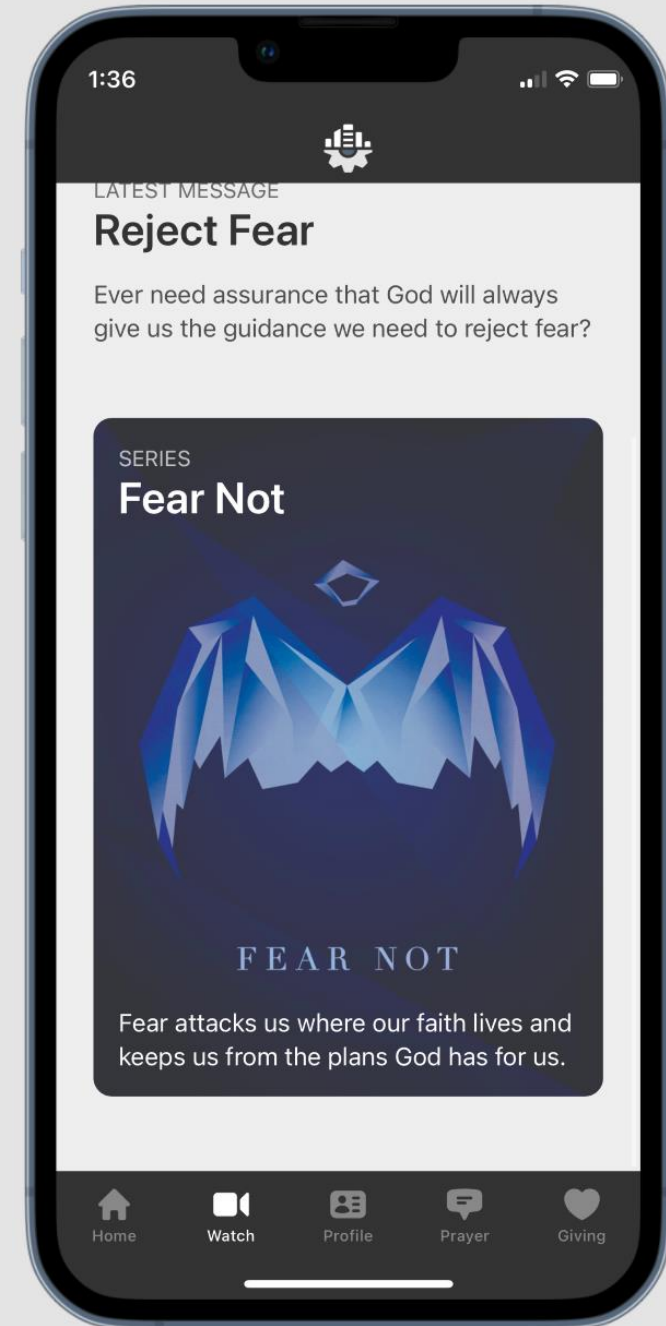 1:36
LATEST MESSAGE
Reject Fear
Ever need assurance that God will always
give us the guidance we need to reject fear?
SERIES
Fear Not
FEAR NOT
Fear attacks us where our faith lives and
keeps us from the plans God has for us.
Home Watch Profile Prayer Giving